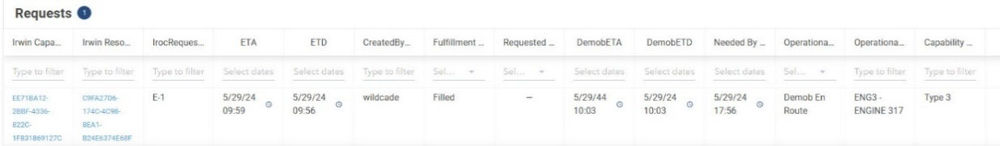 Requests 1
Irwin Capa... Irwin Reso... IrocReques... ETA ETD CreatedBy... Fulfillment ... Requested ... DemobETA DemobETD Needed By ... Operationa... Operationa... Capability ...
Type to filter Type to filter Type to filter Select dates Select dates Type to filter Sel... Sel... Select dates Select dates Select dates Sel... Type to filter Type to filter
EE71BA12- C9FA27D6- E-1 5/29/24 5/29/24 wildcade Filled – 5/29/44 5/29/24 5/29/24 Demob En ENG3 - Type 3
2BBF-4336- 174C-4C98- 09:59 09:56 10:03 10:03 17:56 Route ENGINE 317
822C- 8EA1-
1F831869127C B24E6374E68F